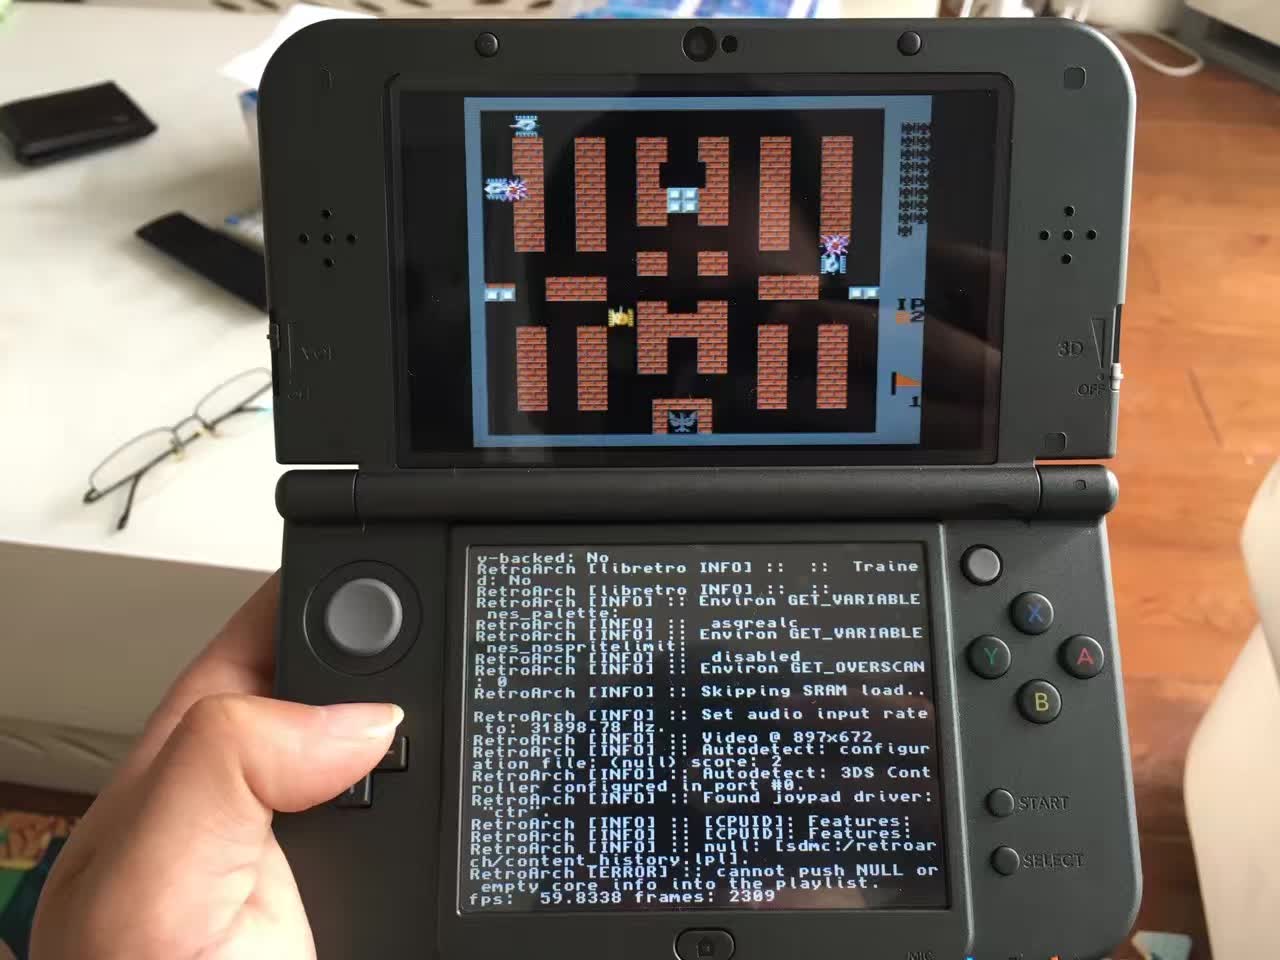 IP
2
1
Vol
3D
OFF
v-backed: No
RetroArch [libretro INFO] ::  ::  Traine
d: No
RetroArch [libretro INFO] ::  ::
RetroArch [INFO] :: Environ GET_VARIABLE
nes_palette:
RetroArch [INFO] ::  asqrealc
RetroArch [INFO] :: Environ GET_VARIABLE
nes_nospritelimit:
RetroArch [INFO] ::  disabled
RetroArch [INFO] :: Environ GET_OVERSCAN
: 0
RetroArch [INFO] :: Skipping SRAM load..
RetroArch [INFO] :: Set audio input rate
to: 31898.78 Hz.
RetroArch [INFO] :: Video @ 897x672
RetroArch [INFO] :: Autodetect: configur
ation file: (null) score: 2
RetroArch [INFO] :: Autodetect: 3DS Cont
roller configured in port #0.
RetroArch [INFO] :: Found joypad driver:
"ctr".
RetroArch [INFO] :: [CPUID]: Features:
RetroArch [INFO] :: [CPUID]: Features:
RetroArch [INFO] :: null: [sdmc:/retroar
ch/content_history.lpl].
RetroArch [ERROR] :: cannot push NULL or
empty core info into the playlist.
fps:  59.8338 frames: 2309
X
Y
A
B
START
SELECT
MIC